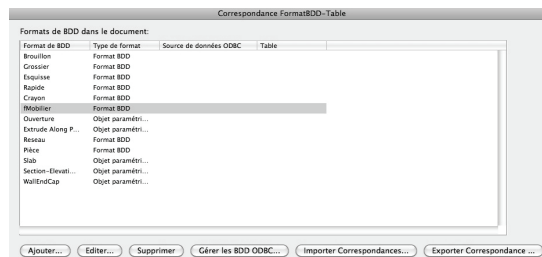 Correspondance FormatBDD-Table
Formats de BDD dans le document:
Format de BDD Type de format Source de données ODBC Table
Brouillon Format BDD
Grossier Format BDD
Esquisse Format BDD
Rapide Format BDD
Crayon Format BDD
fMobilier Format BDD
Ouverture Objet paramétri...
Extrude Along P... Objet paramétri...
Reseau Format BDD
Pièce Format BDD
Slab Objet paramétri...
Section-Elevati... Objet paramétri...
WallEndCap Objet paramétri...
Ajouter... Editer... Supprimer Gérer les BDD ODBC... Importer Correspondances... Exporter Correspondance ...